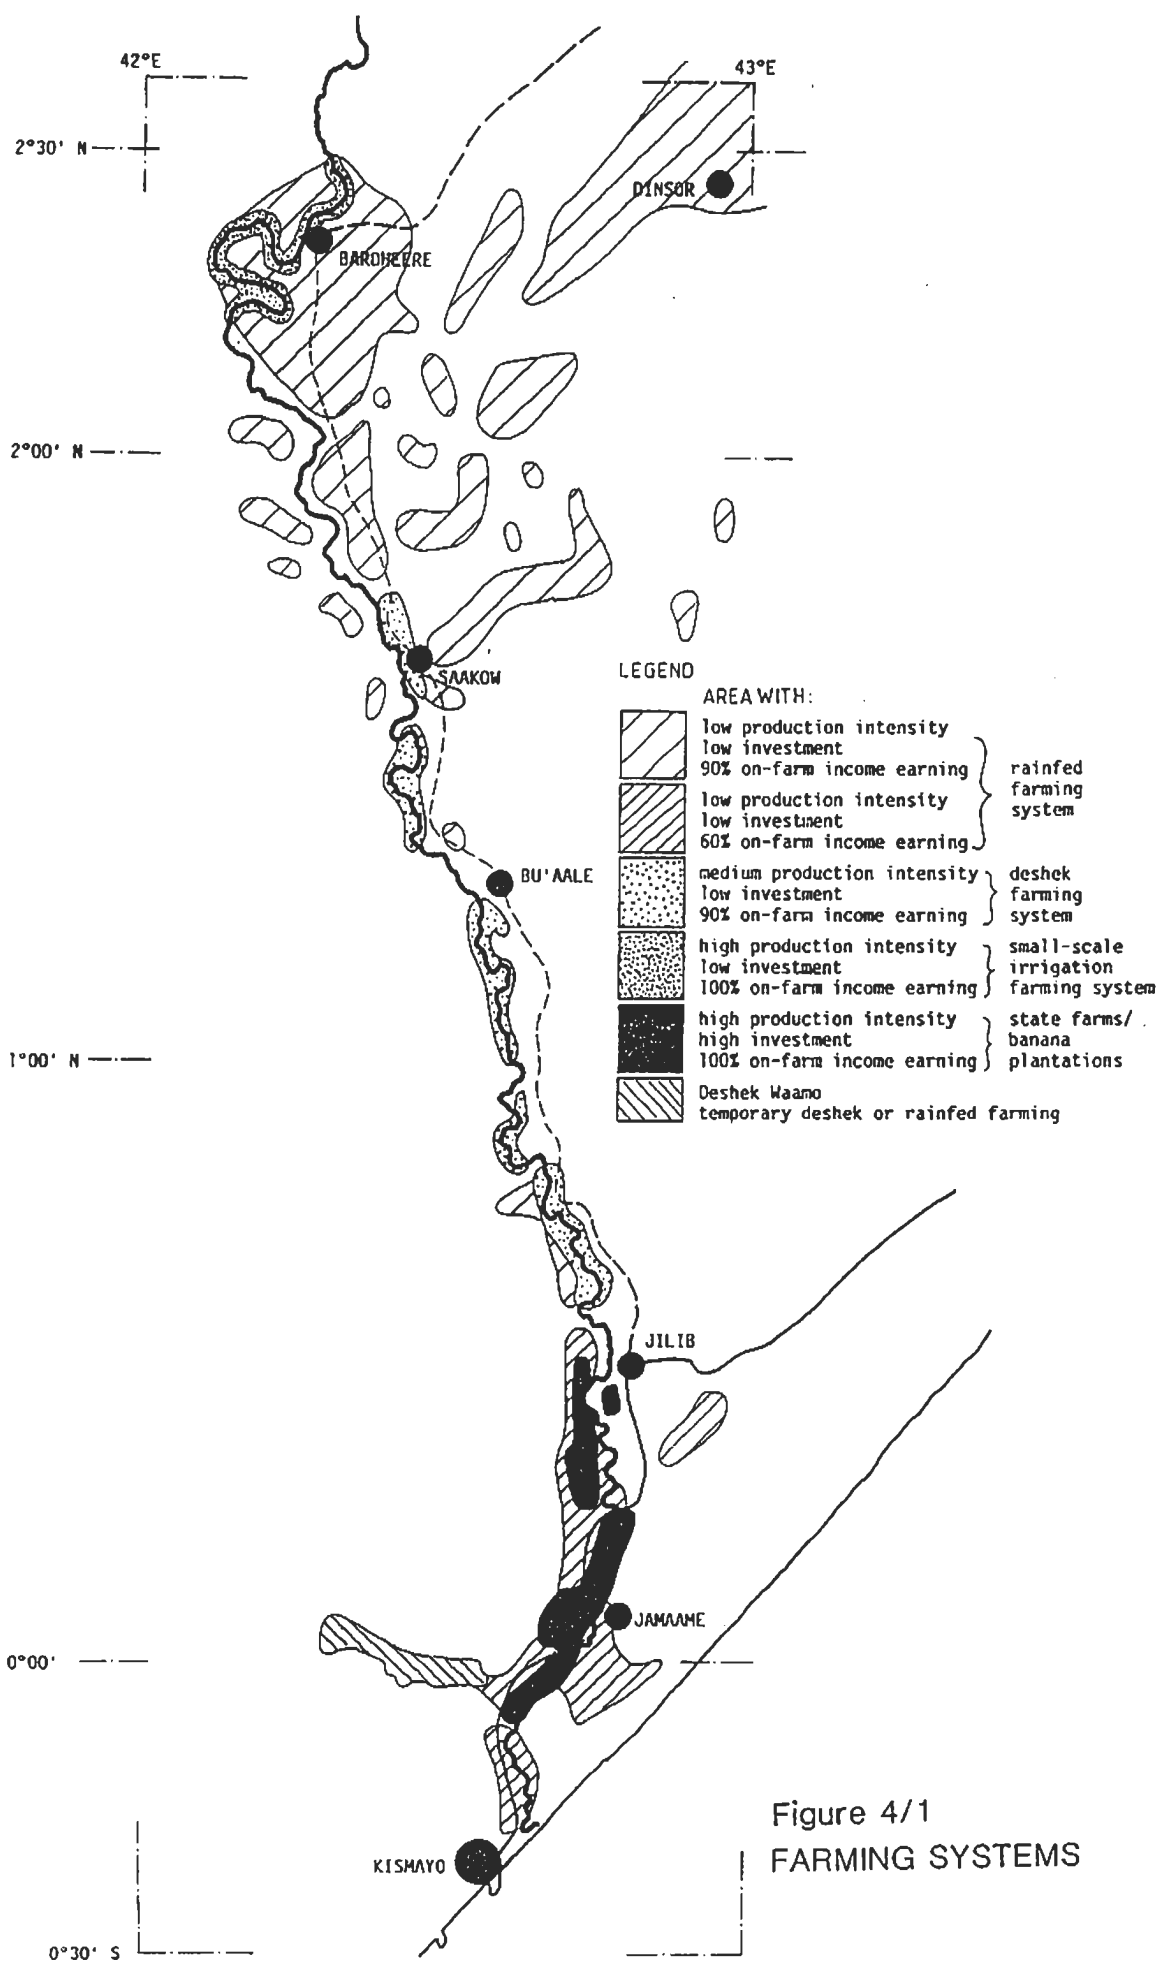 42°E
43°E
2°30' N
DINSOR
BARDHEERE
2°00' N
SAAKOW
LEGEND
AREA WITH:
low production intensity
low investment
90% on-farm income earning
rainfed
farming
system
low production intensity
low investment
60% on-farm income earning
BU'AALE
medium production intensity
low investment
90% on-farm income earning
deshek
farming
system
high production intensity
low investment
100% on-farm income earning
small-scale
irrigation
farming system
high production intensity
high investment
100% on-farm income earning
state farms/
banana
plantations
1°00' N
Deshek Waamo
temporary deshek or rainfed farming
JILIB
JAMAAME
0°00'
Figure 4/1
FARMING SYSTEMS
KISMAYO
0°30' S